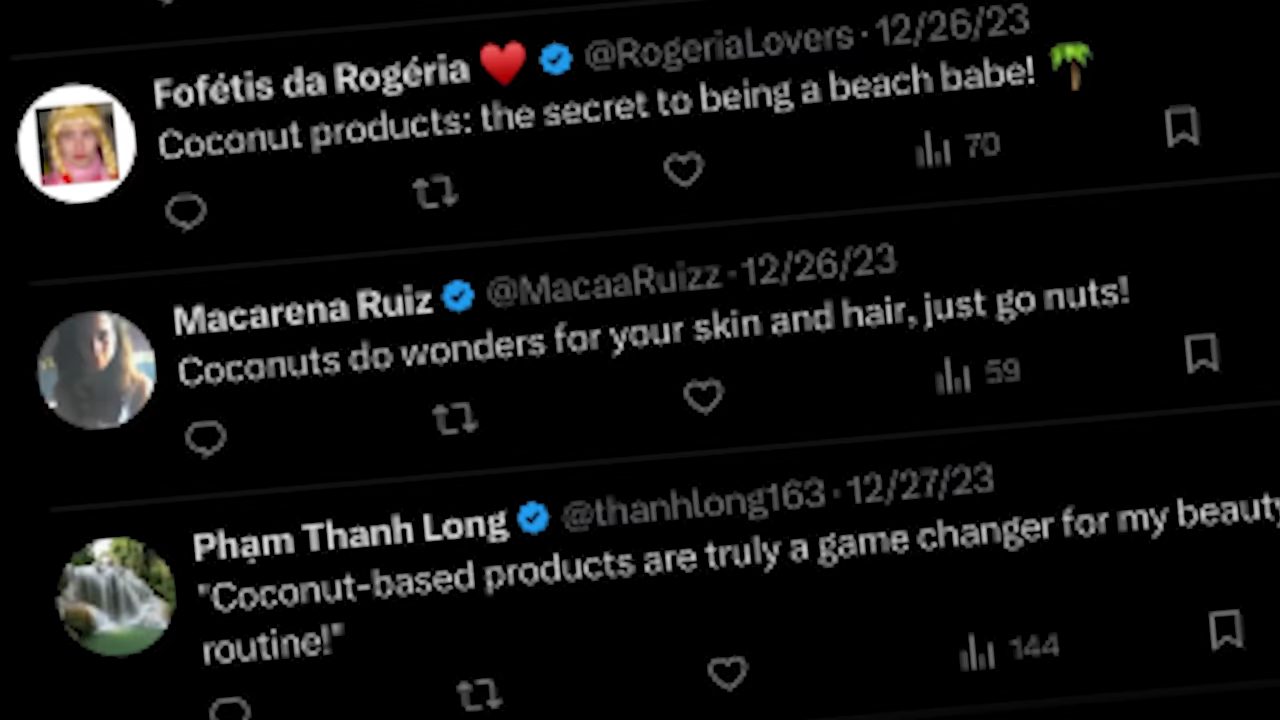 Fofétis da Rogéria ❤️ @RogeriaLovers · 12/26/23
Coconut products: the secret to being a beach babe! 🌴
70
Macarena Ruiz @MacaaRuizz · 12/26/23
Coconuts do wonders for your skin and hair, just go nuts!
59
Phạm Thanh Long @thanhlong163 · 12/27/23
"Coconut-based products are truly a game changer for my beauty
routine!"
144